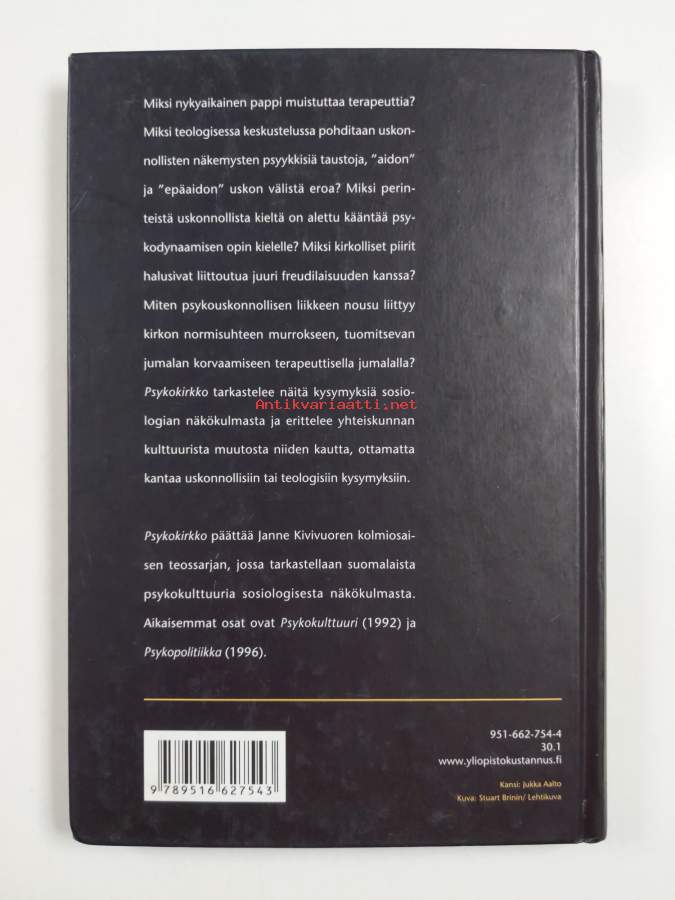 Miksi nykyaikainen pappi muistuttaa terapeuttia?
Miksi teologisessa keskustelussa pohditaan uskon-
nollisten näkemysten psyykkisiä taustoja, "aidon"
ja "epäaidon" uskon välistä eroa? Miksi perin-
teistä uskonnollista kieltä on alettu kääntää psy-
kodynaamisen opin kielelle? Miksi kirkolliset piirit
halusivat liittoutua juuri freudilaisuuden kanssa?
Miten psykouskonnollisen liikkeen nousu liittyy
kirkon normisuhteen murrokseen, tuomitsevan
jumalan korvaamiseen terapeuttisella jumalalla?
Psykokirkko tarkastelee näitä kysymyksiä sosio-
Antikvariaatti.net
logian näkökulmasta ja erittelee yhteiskunnan
kulttuurista muutosta niiden kautta, ottamatta
kantaa uskonnollisiin tai teologisiin kysymyksiin.
Psykokirkko päättää Janne Kivivuoren kolmiosai-
sen teossarjan, jossa tarkastellaan suomalaista
psykokulttuuria sosiologisesta näkökulmasta.
Aikaisemmat osat ovat Psykokulttuuri (1992) ja
Psykopolitiikka (1996).
951-662-754-4
30.1
www.yliopistokustannus.fi
Kansi: Jukka Aalto
Kuva: Stuart Brinin/ Lehtikuva
9 789516 627543